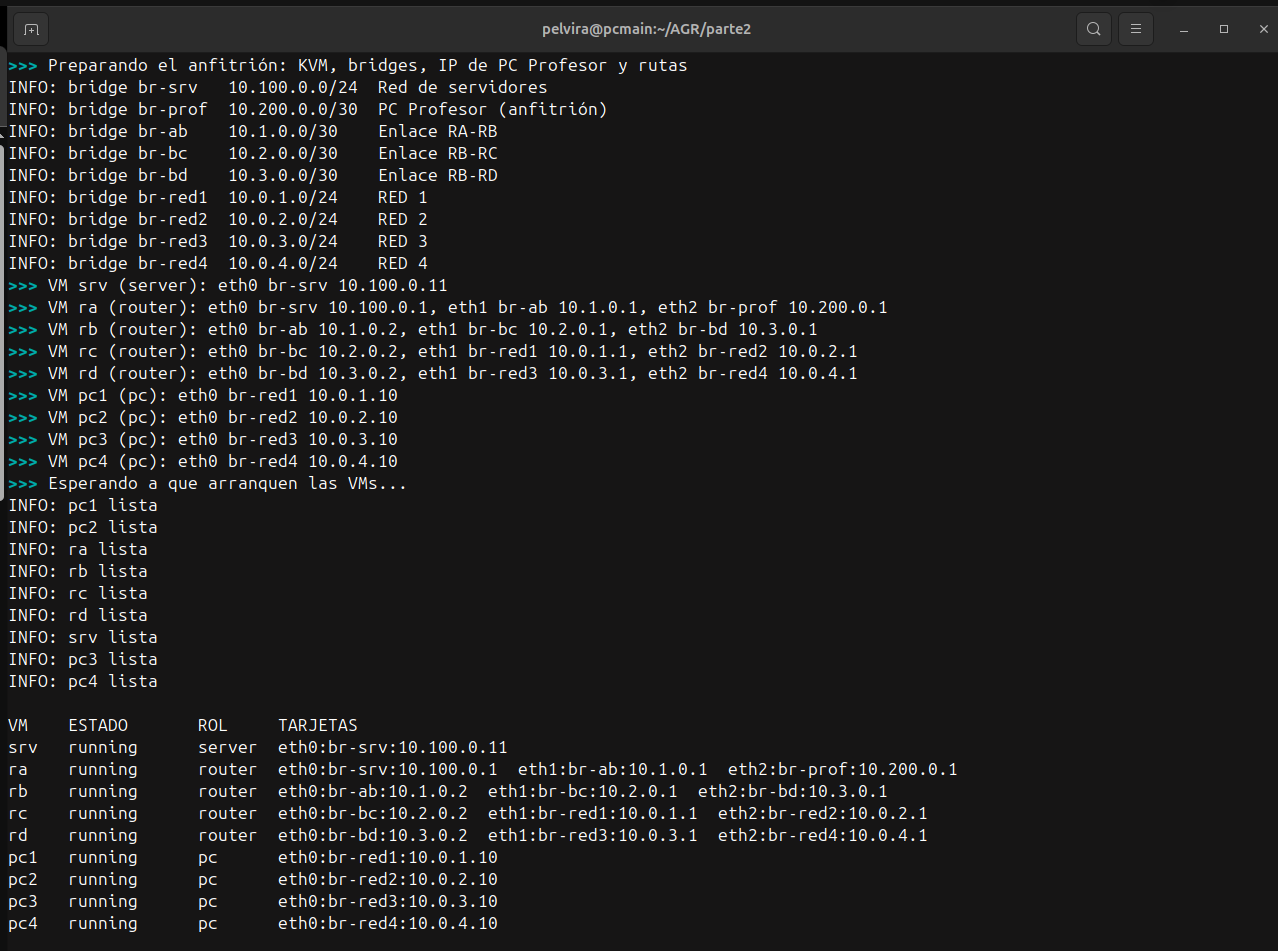 pelvira@pcmain:~/AGR/parte2
>>> Preparando el anfitrión: KVM, bridges, IP de PC Profesor y rutas
INFO: bridge br-srv   10.100.0.0/24  Red de servidores
INFO: bridge br-prof  10.200.0.0/30  PC Profesor (anfitrión)
INFO: bridge br-ab    10.1.0.0/30    Enlace RA-RB
INFO: bridge br-bc    10.2.0.0/30    Enlace RB-RC
INFO: bridge br-bd    10.3.0.0/30    Enlace RB-RD
INFO: bridge br-red1  10.0.1.0/24    RED 1
INFO: bridge br-red2  10.0.2.0/24    RED 2
INFO: bridge br-red3  10.0.3.0/24    RED 3
INFO: bridge br-red4  10.0.4.0/24    RED 4
>>> VM srv (server): eth0 br-srv 10.100.0.11
>>> VM ra (router): eth0 br-srv 10.100.0.1, eth1 br-ab 10.1.0.1, eth2 br-prof 10.200.0.1
>>> VM rb (router): eth0 br-ab 10.1.0.2, eth1 br-bc 10.2.0.1, eth2 br-bd 10.3.0.1
>>> VM rc (router): eth0 br-bc 10.2.0.2, eth1 br-red1 10.0.1.1, eth2 br-red2 10.0.2.1
>>> VM rd (router): eth0 br-bd 10.3.0.2, eth1 br-red3 10.0.3.1, eth2 br-red4 10.0.4.1
>>> VM pc1 (pc): eth0 br-red1 10.0.1.10
>>> VM pc2 (pc): eth0 br-red2 10.0.2.10
>>> VM pc3 (pc): eth0 br-red3 10.0.3.10
>>> VM pc4 (pc): eth0 br-red4 10.0.4.10
>>> Esperando a que arranquen las VMs...
INFO: pc1 lista
INFO: pc2 lista
INFO: ra lista
INFO: rb lista
INFO: rc lista
INFO: rd lista
INFO: srv lista
INFO: pc3 lista
INFO: pc4 lista
VM    ESTADO       ROL     TARJETAS
srv   running      server  eth0:br-srv:10.100.0.11
ra    running      router  eth0:br-srv:10.100.0.1  eth1:br-ab:10.1.0.1  eth2:br-prof:10.200.0.1
rb    running      router  eth0:br-ab:10.1.0.2  eth1:br-bc:10.2.0.1  eth2:br-bd:10.3.0.1
rc    running      router  eth0:br-bc:10.2.0.2  eth1:br-red1:10.0.1.1  eth2:br-red2:10.0.2.1
rd    running      router  eth0:br-bd:10.3.0.2  eth1:br-red3:10.0.3.1  eth2:br-red4:10.0.4.1
pc1   running      pc      eth0:br-red1:10.0.1.10
pc2   running      pc      eth0:br-red2:10.0.2.10
pc3   running      pc      eth0:br-red3:10.0.3.10
pc4   running      pc      eth0:br-red4:10.0.4.10